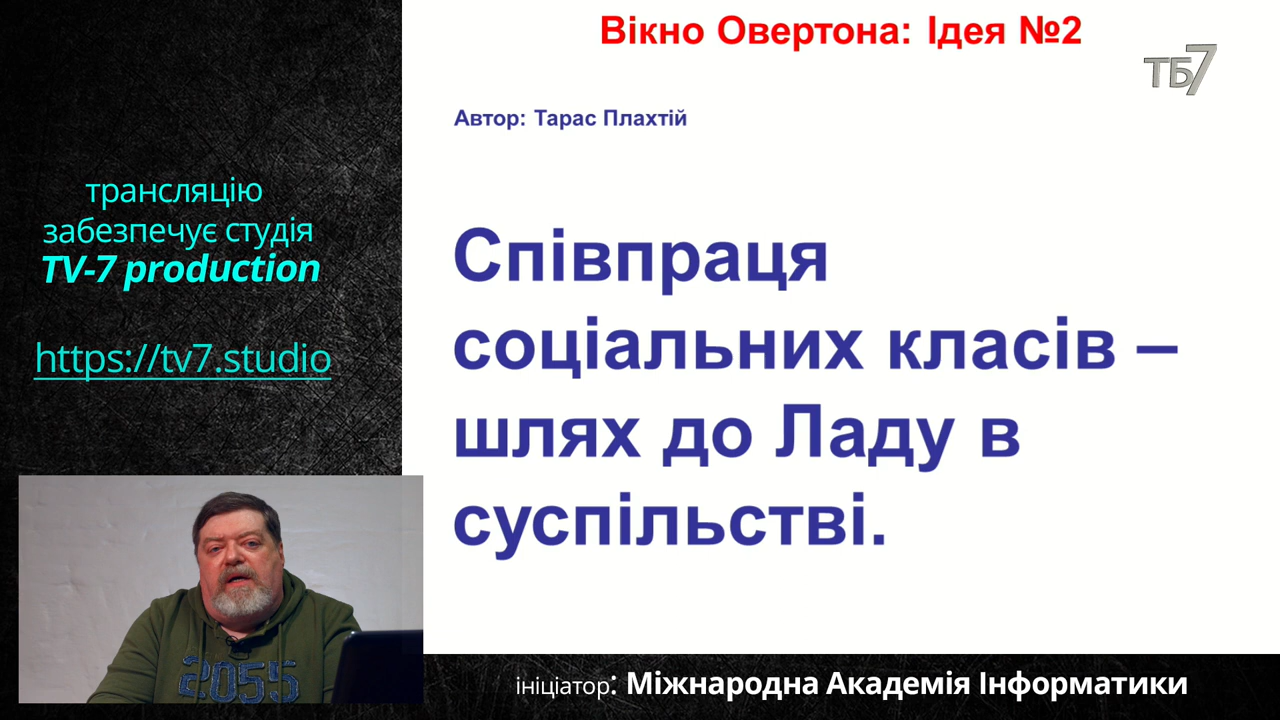 Вікно Овертона: Ідея №2
ТБ7
Автор: Тарас Плахтій
трансляцію
забезпечує студія
TV-7 production
https://tv7.studio
Співпраця
соціальних класів –
шлях до Ладу в
суспільстві.
2055
ініціатор: Міжнародна Академія Інформатики